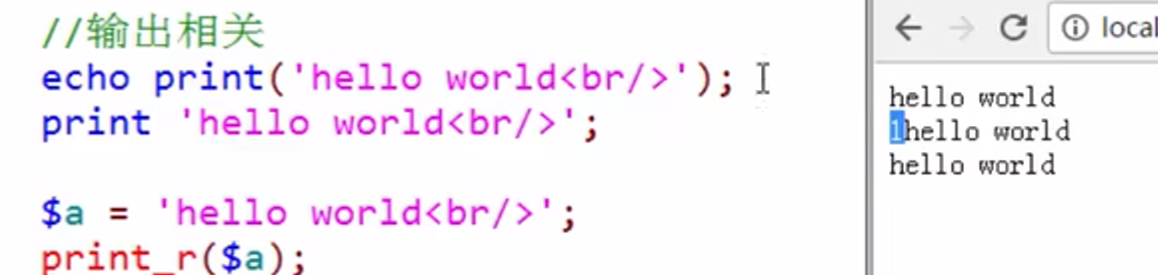 //输出相关
echo print('hello world<br/>');
print 'hello world<br/>';
$a = 'hello world<br/>';
print_r($a);
local
hello world
1hello world
hello world